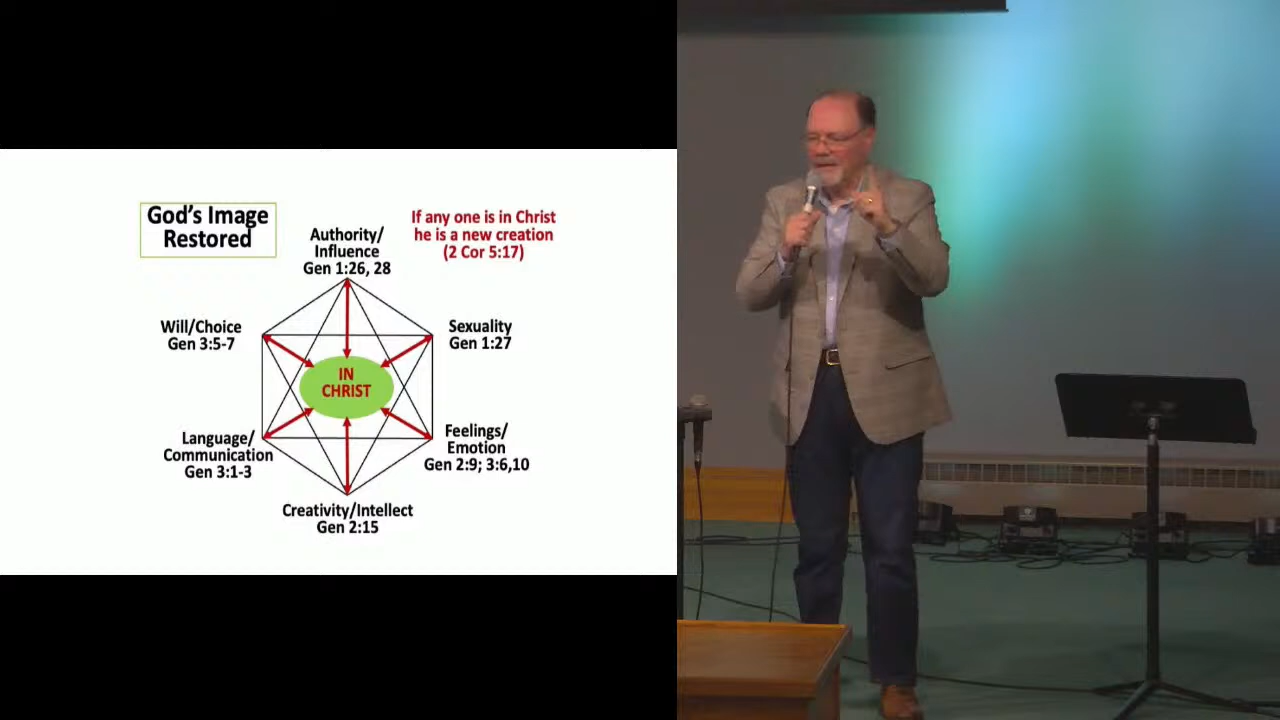 God's Image
Restored
If any one is in Christ
he is a new creation
(2 Cor 5:17)
Authority/
Influence
Gen 1:26, 28
Will/Choice
Gen 3:5-7
Sexuality
Gen 1:27
IN
CHRIST
Language/
Communication
Gen 3:1-3
Feelings/
Emotion
Gen 2:9; 3:6,10
Creativity/Intellect
Gen 2:15